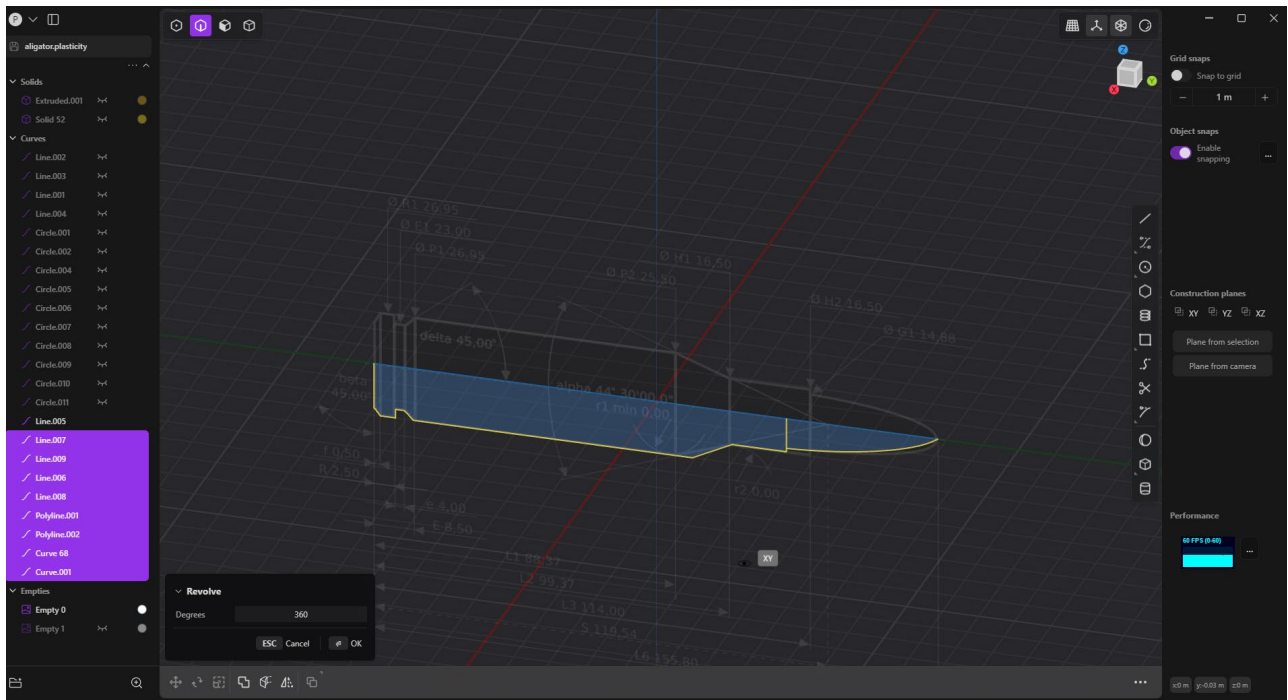 P
aligator.plasticity
...
Solids
Extruded.001
Solid 52
Curves
Line.002
Line.003
Line.001
Line.004
Circle.001
Circle.002
Circle.004
Circle.005
Circle.006
Circle.007
Circle.008
Circle.009
Circle.010
Circle.011
Line.005
Line.007
Line.009
Line.006
Line.008
Polyline.001
Polyline.002
Curve 68
Curve.001
Empties
Empty 0
Empty 1
Z
Y
X
Ø R1 26,95
Ø E1 23,00
Ø P1 26,95
Ø H1 16,50
Ø P2 25,80
Ø H2 16,50
Ø G1 14,88
delta 45,00°
beta
45,00
alpha 44° 30'00,0"
r1 min 0,00
r2 0,00
R 2,50
E 4,00
E 8,50
L1 88,37
L2 99,37
L3 114,00
S 119,54
L6 155,80
XY
Revolve
Degrees
360
ESC Cancel
OK
Grid snaps
Snap to grid
− 1 m +
Object snaps
Enable
snapping
...
Construction planes
XY YZ XZ
Plane from selection
Plane from camera
Performance
60 FPS (0-60)
...
x:0 m y:-0.03 m z:0 m